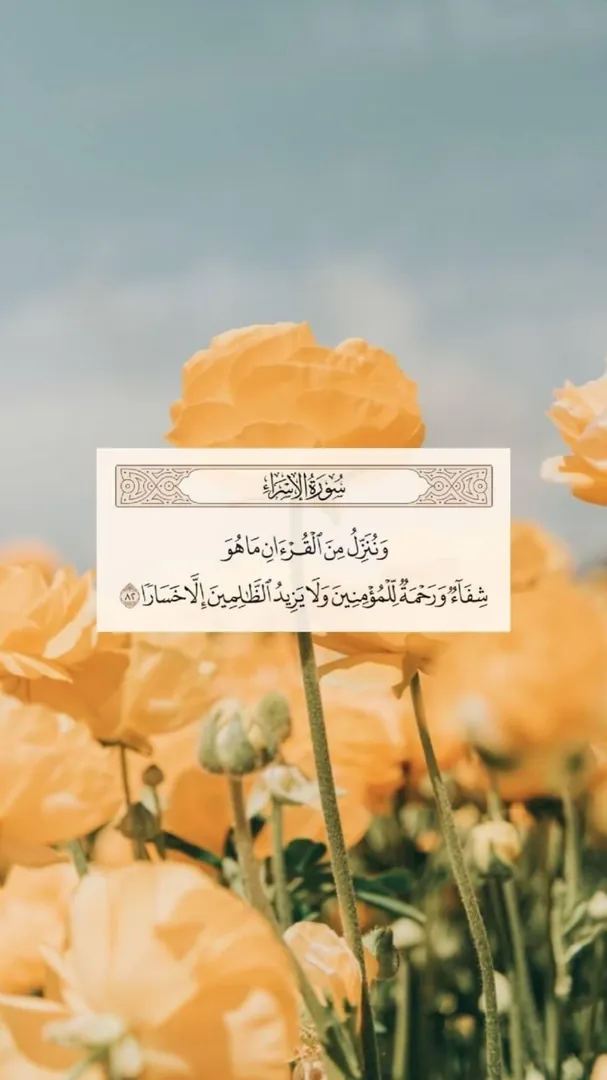 سُورَةُ الإِسْرَاءِ
وَنُنَزِّلُ مِنَ ٱلْقُرْءَانِ مَا هُوَ
شِفَآءٌ وَرَحْمَةٌ لِّلْمُؤْمِنِينَ وَلَا يَزِيدُ ٱلظَّٰلِمِينَ إِلَّا خَسَارًا ٨٢